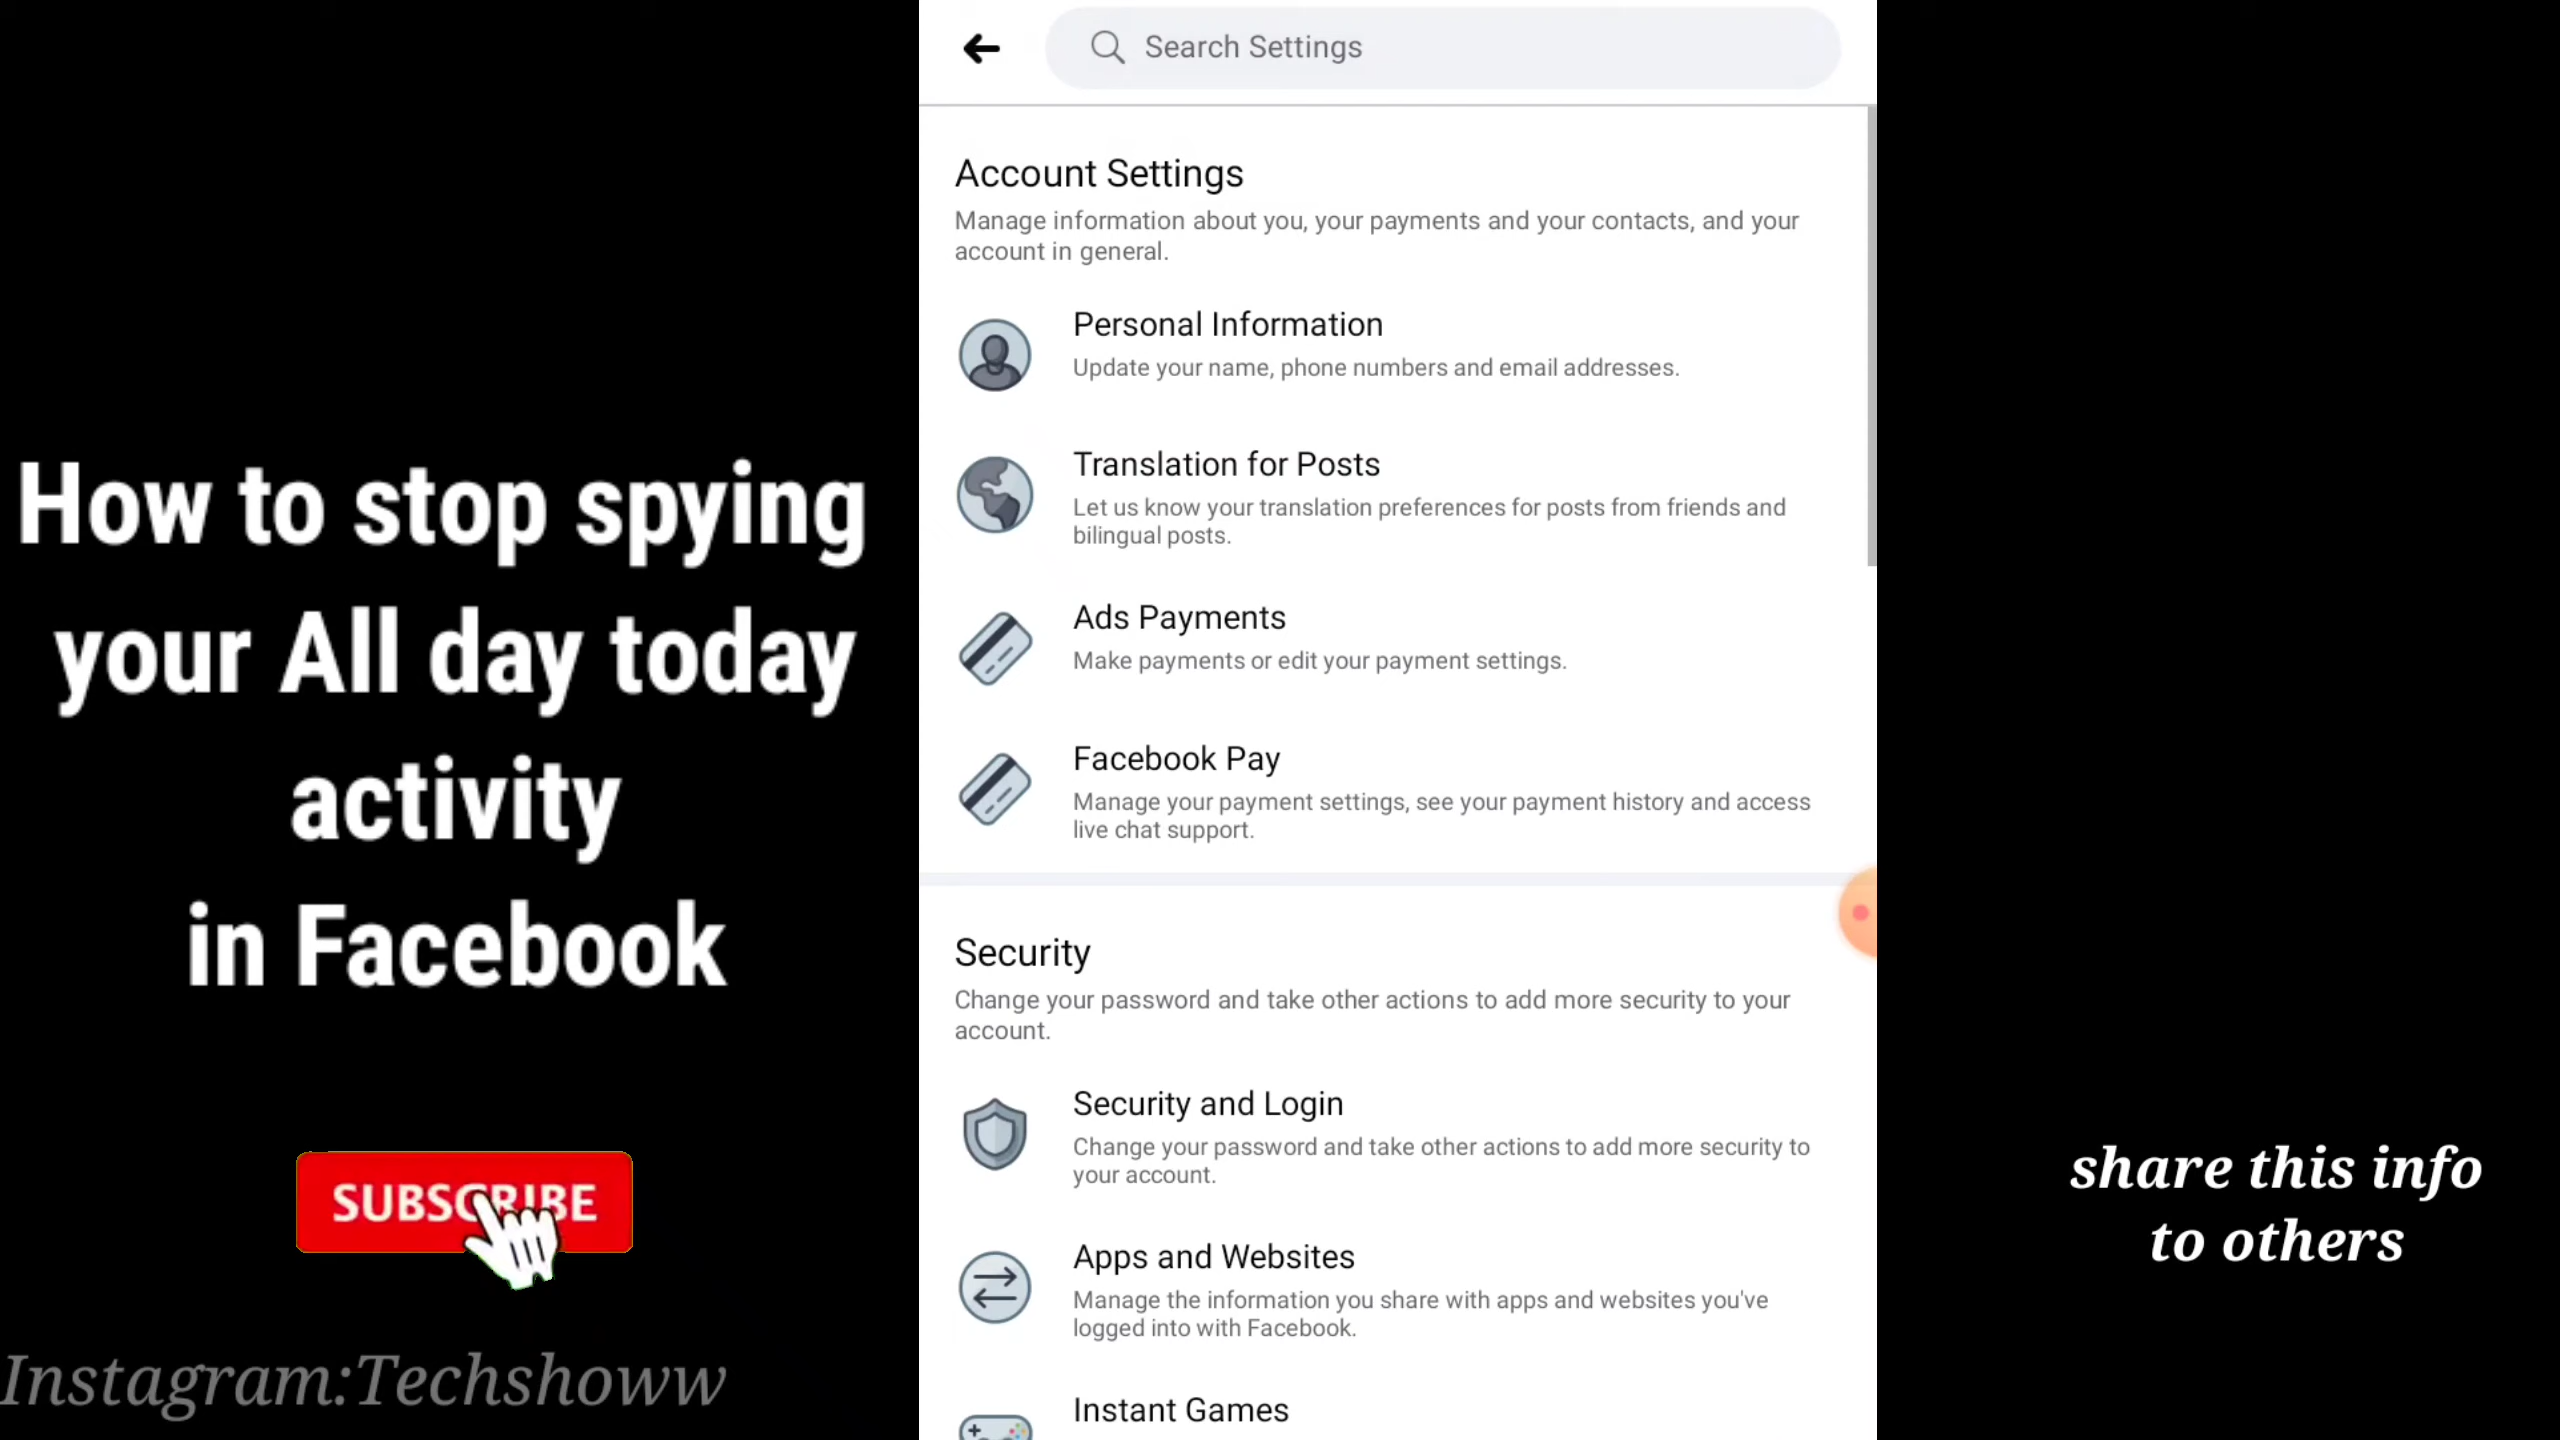 How to stop spying
your All day today
activity
in Facebook
SUBSCRIBE
Instagram:Techshoww
Search Settings
Account Settings
Manage information about you, your payments and your contacts, and your
account in general.
Personal Information
Update your name, phone numbers and email addresses.
Translation for Posts
Let us know your translation preferences for posts from friends and
bilingual posts.
Ads Payments
Make payments or edit your payment settings.
Facebook Pay
Manage your payment settings, see your payment history and access
live chat support.
Security
Change your password and take other actions to add more security to your
account.
Security and Login
Change your password and take other actions to add more security to
your account.
Apps and Websites
Manage the information you share with apps and websites you've
logged into with Facebook.
Instant Games
share this info
to others